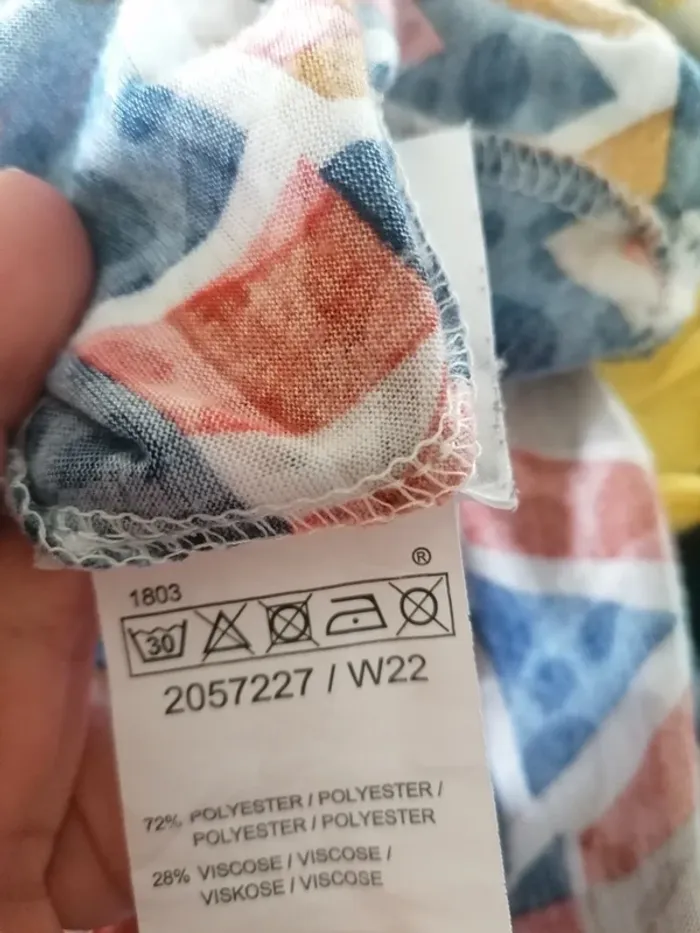 ®
1803
30
2057227 / W22
72% POLYESTER / POLYESTER /
POLYESTER / POLYESTER
28% VISCOSE / VISCOSE /
VISKOSE / VISCOSE